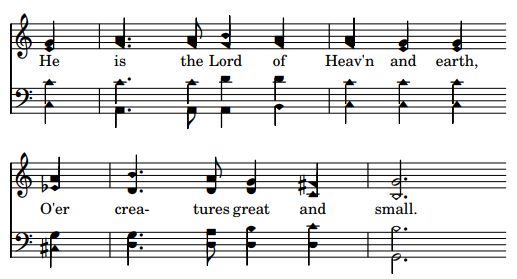 He is the Lord of Heav'n and earth,
O'er crea- tures great and small.